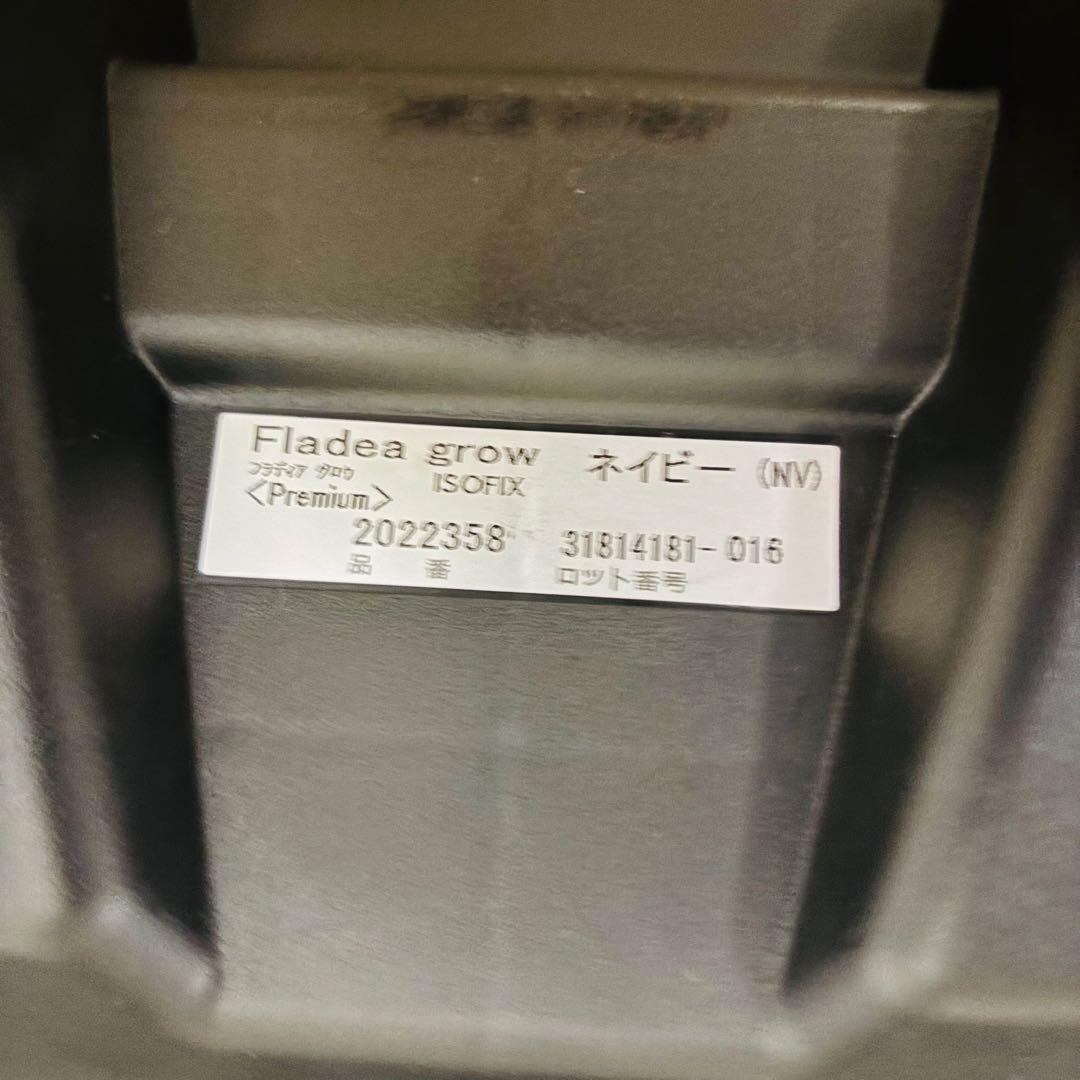 Fladea grow ネイビー (NV)
フラディア グロウ ISOFIX
<Premium>
2022358 31814181-016
品番 ロット番号